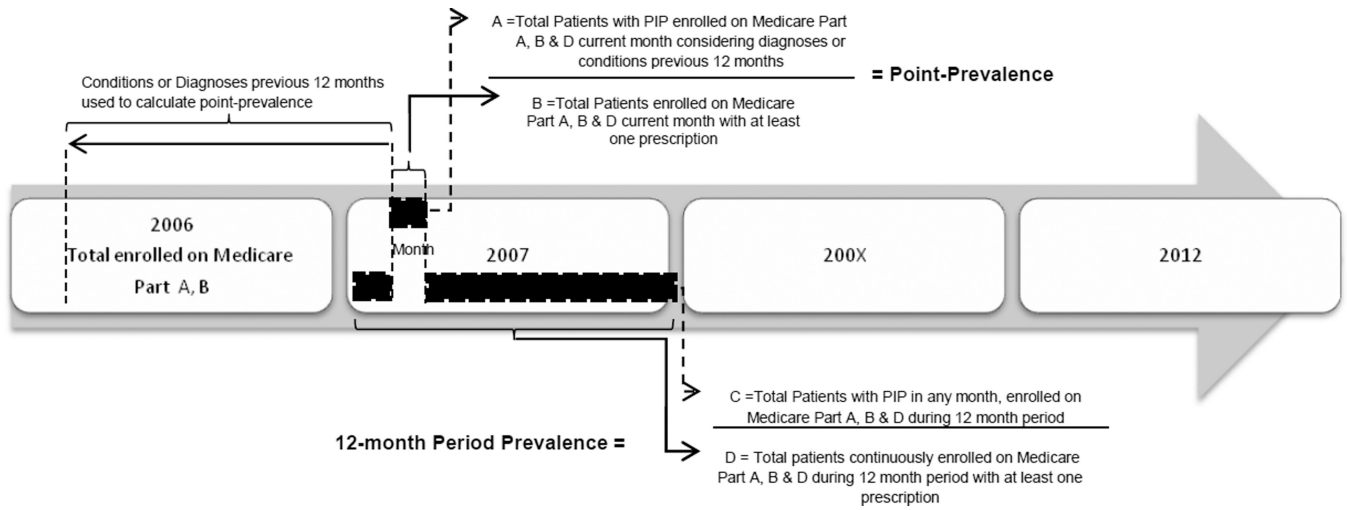 A =Total Patients with PIP enrolled on Medicare Part
A, B & D current month considering diagnoses or
conditions previous 12 months
= Point-Prevalence
B =Total Patients enrolled on Medicare
Part A, B & D current month with at least
one prescription
Conditions or Diagnoses previous 12 months
used to calculate point-prevalence
2006
Total enrolled on Medicare
Part A, B
Month
2007
200X
2012
12-month Period Prevalence =
C =Total Patients with PIP in any month, enrolled on
Medicare Part A, B & D during 12 month period
D = Total patients continuously enrolled on Medicare
Part A, B & D during 12 month period with at least one
prescription